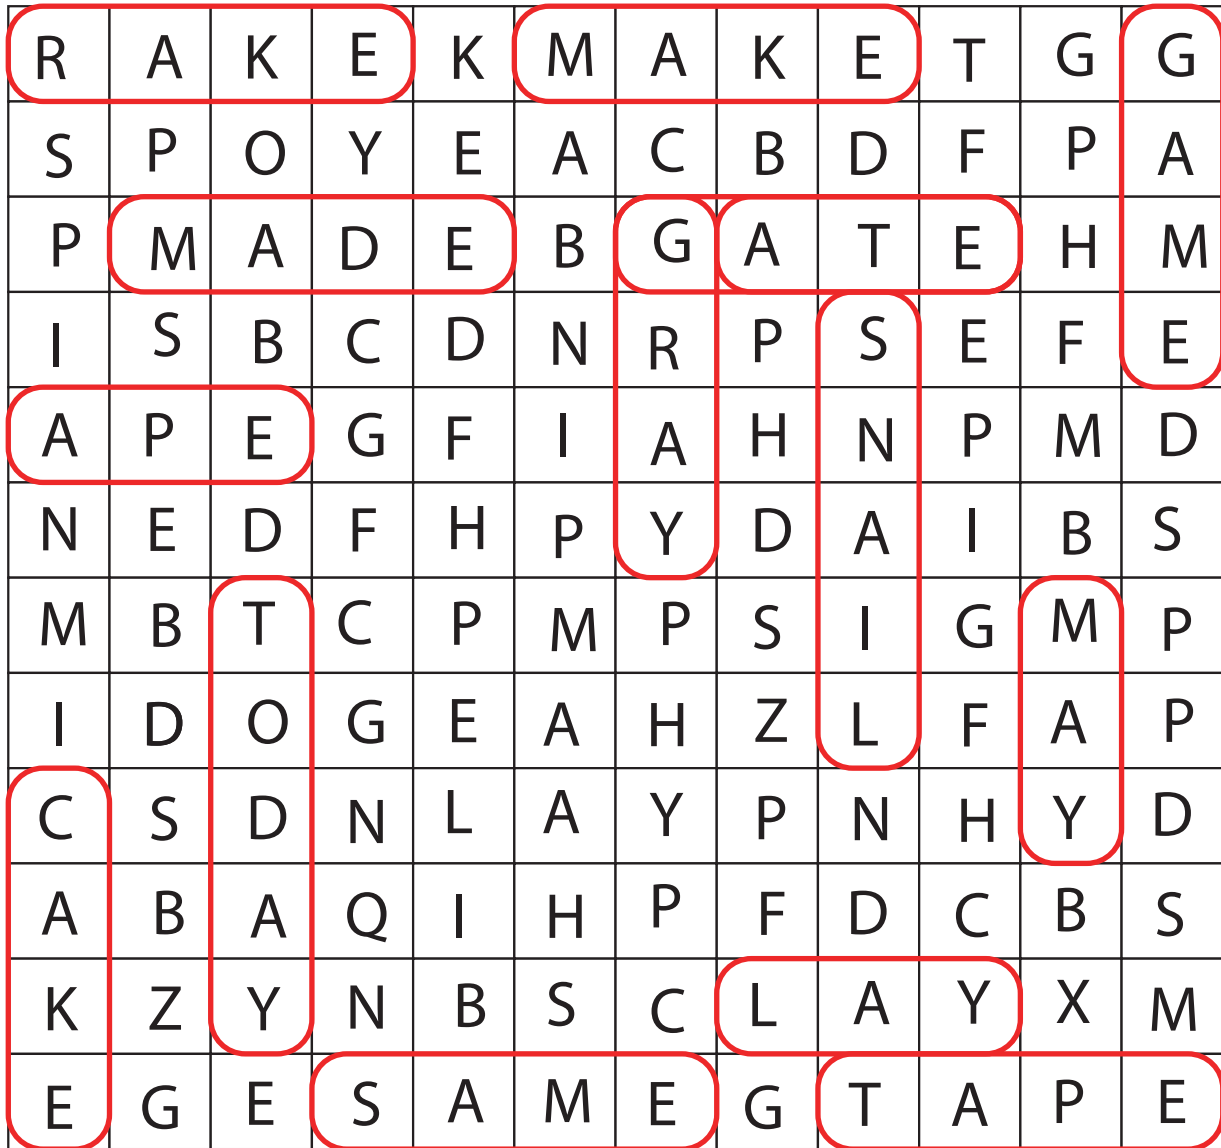 R A K E K M A K E T G G
S P O Y E A C B D F P A
P M A D E B G A T E H M
I S B C D N R P S E F E
A P E G F I A H N P M D
N E D F H P Y D A I B S
M B T C P M P S I G M P
I D O G E A H Z L F A P
C S D N L A Y P N H Y D
A B A Q I H P F D C B S
K Z Y N B S C L A Y X M
E G E S A M E G T A P E